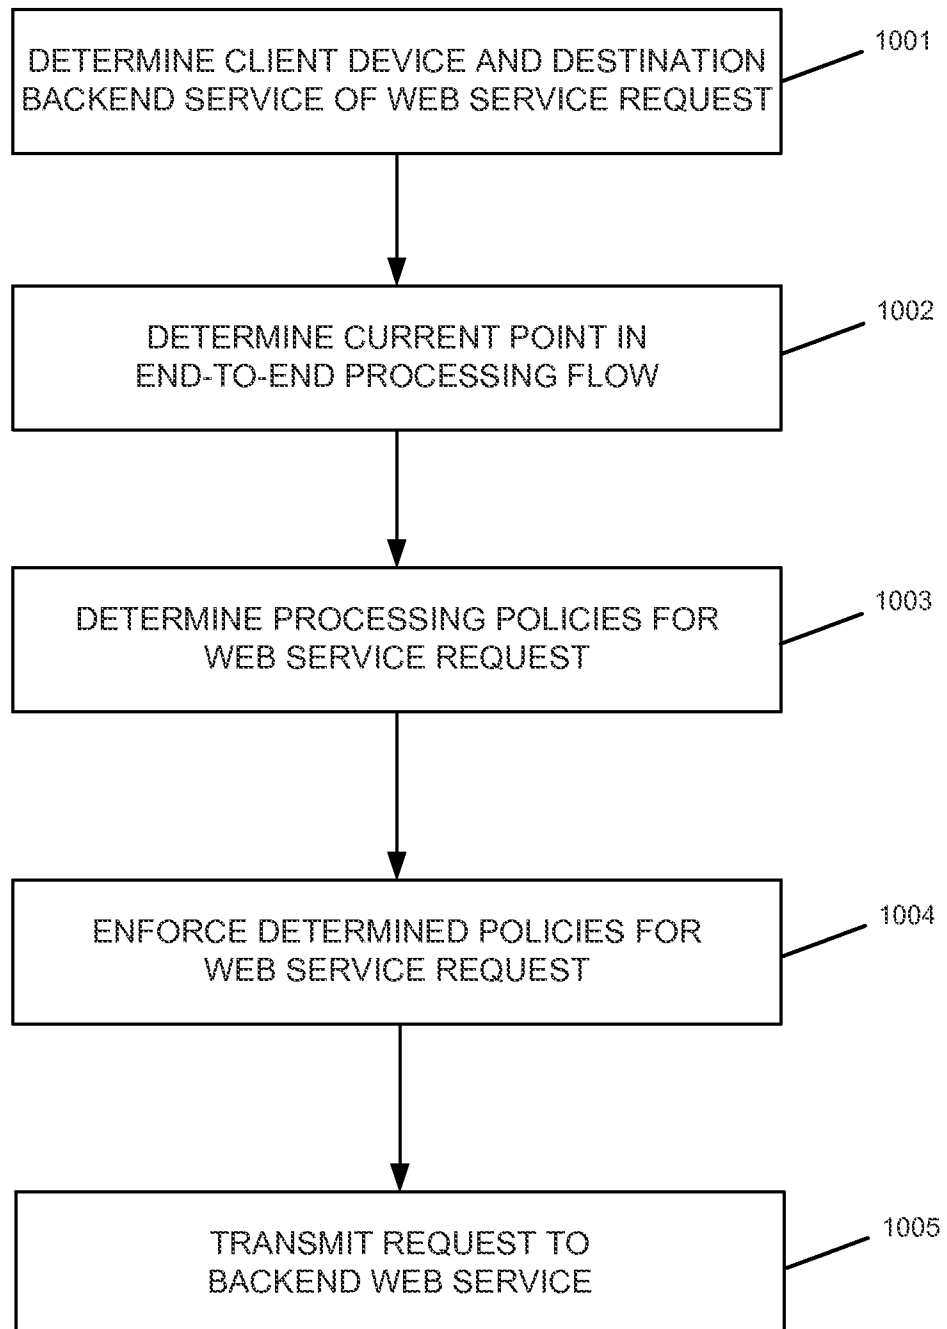 DETERMINE CLIENT DEVICE AND DESTINATION
BACKEND SERVICE OF WEB SERVICE REQUEST
1001
DETERMINE CURRENT POINT IN
END-TO-END PROCESSING FLOW
1002
DETERMINE PROCESSING POLICIES FOR
WEB SERVICE REQUEST
1003
ENFORCE DETERMINED POLICIES FOR
WEB SERVICE REQUEST
1004
TRANSMIT REQUEST TO
BACKEND WEB SERVICE
1005